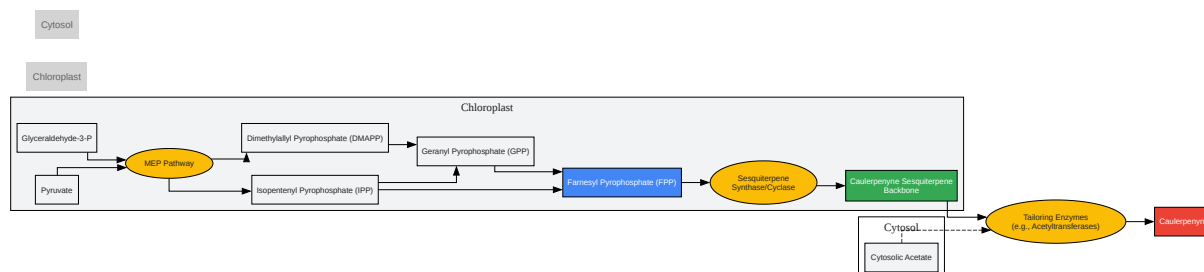 Cytosol
Chloroplast
Chloroplast
Glyceraldehyde-3-P
Dimethylallyl Pyrophosphate (DMAPP)
Geranyl Pyrophosphate (GPP)
MEP Pathway
Pyruvate
Isopentenyl Pyrophosphate (IPP)
Farnesyl Pyrophosphate (FPP)
Sesquiterpene
Synthase/Cyclase
Caulerpenyne Sesquiterpene
Backbone
Tailoring Enzymes
(e.g., Acetyltransferases)
Caulerpenyn
Cytosol
Cytosolic Acetate